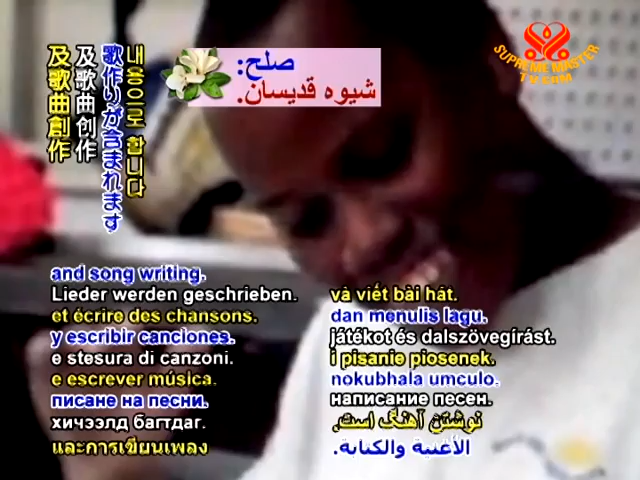 及歌曲創作
及歌曲创作
歌作りが含まれます
내용으로 합니다
صلح:
شیوه قدیسان.
SUPREME MASTER
TV
and song writing.
Lieder werden geschrieben.
et écrire des chansons.
y escribir canciones.
e stesura di canzoni.
e escrever música.
писане на песни.
хичээлд багтдаг.
และการเขียนเพลง
và viết bài hát.
dan menulis lagu.
játékot és dalszövegírást.
i pisanie piosenek.
nokubhala umculo.
написание песен.
نوشتن آهنگ است.
الأغنية والكتابة.